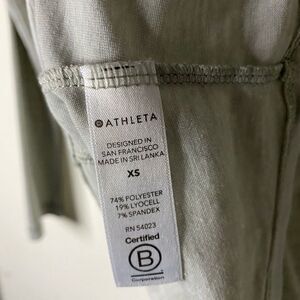 ATHLETA
DESIGNED IN
SAN FRANCISCO
MADE IN SRI LANKA
XS
74% POLYESTER
19% LYOCELL
7% SPANDEX
RN 54023
Certified
B
Corporation